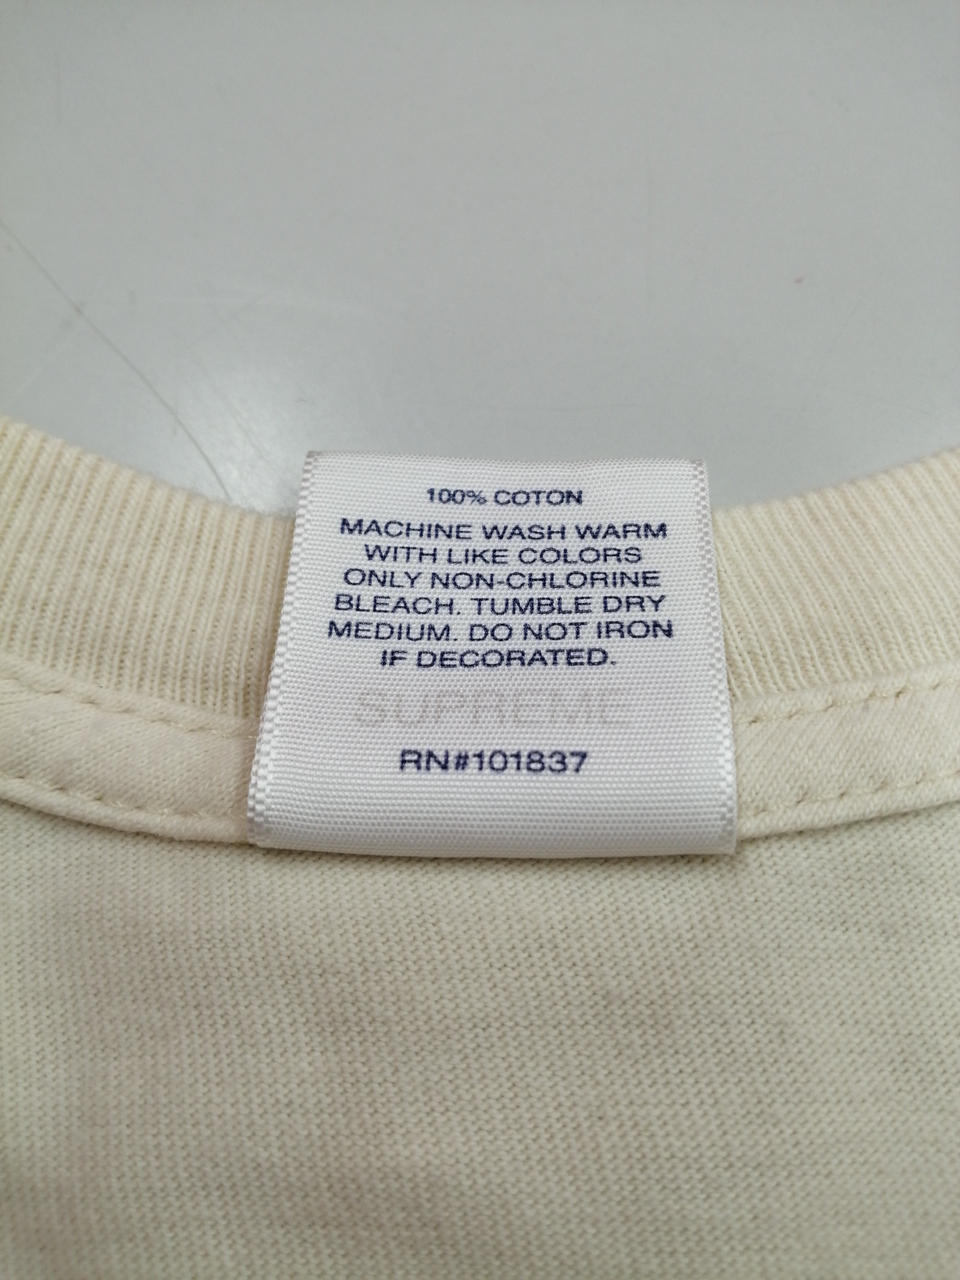 100% COTON
MACHINE WASH WARM
WITH LIKE COLORS
ONLY NON-CHLORINE
BLEACH. TUMBLE DRY
MEDIUM. DO NOT IRON
IF DECORATED.
SUPREME
RN#101837